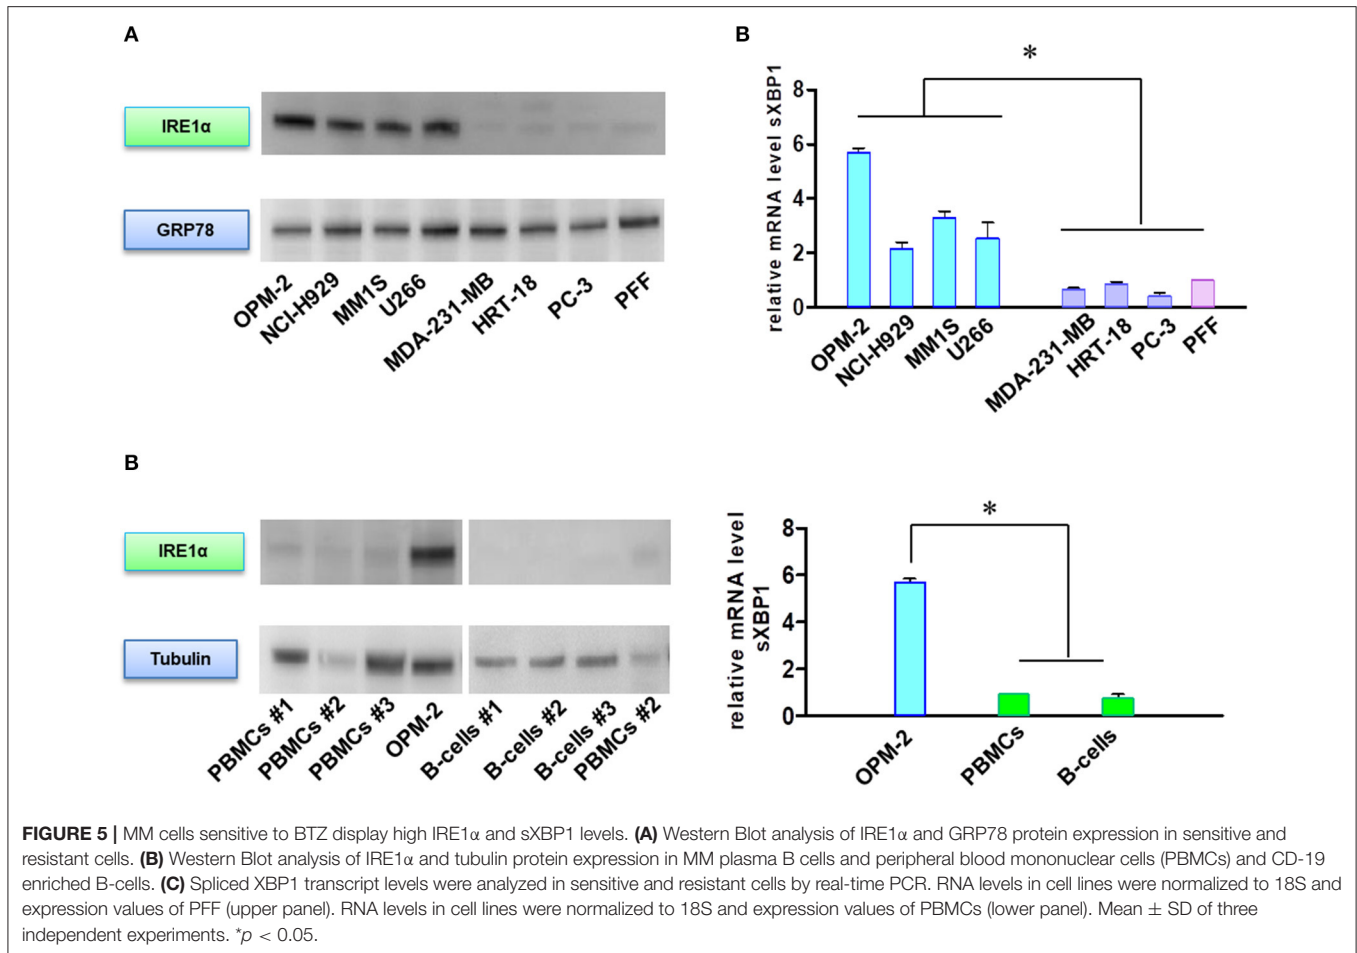 A
IRE1α
GRP78
OPM-2
NCI-H929
MM1S
U266
MDA-231-MB
HRT-18
PC-3
PFF
B
relative mRNA level sXBP1
8
6
4
2
0
*
OPM-2
NCI-H929
MM1S
U266
MDA-231-MB
HRT-18
PC-3
PFF
B
IRE1α
Tubulin
PBMCs #1
PBMCs #2
PBMCs #3
OPM-2
B-cells #1
B-cells #2
B-cells #3
PBMCs #2
relative mRNA level
sXBP1
8
6
4
2
0
*
OPM-2
PBMCs
B-cells
FIGURE 5 | MM cells sensitive to BTZ display high IRE1α and sXBP1 levels. (A) Western Blot analysis of IRE1α and GRP78 protein expression in sensitive and
resistant cells. (B) Western Blot analysis of IRE1α and tubulin protein expression in MM plasma B cells and peripheral blood mononuclear cells (PBMCs) and CD-19
enriched B-cells. (C) Spliced XBP1 transcript levels were analyzed in sensitive and resistant cells by real-time PCR. RNA levels in cell lines were normalized to 18S and
expression values of PFF (upper panel). RNA levels in cell lines were normalized to 18S and expression values of PBMCs (lower panel). Mean ± SD of three
independent experiments. *p < 0.05.